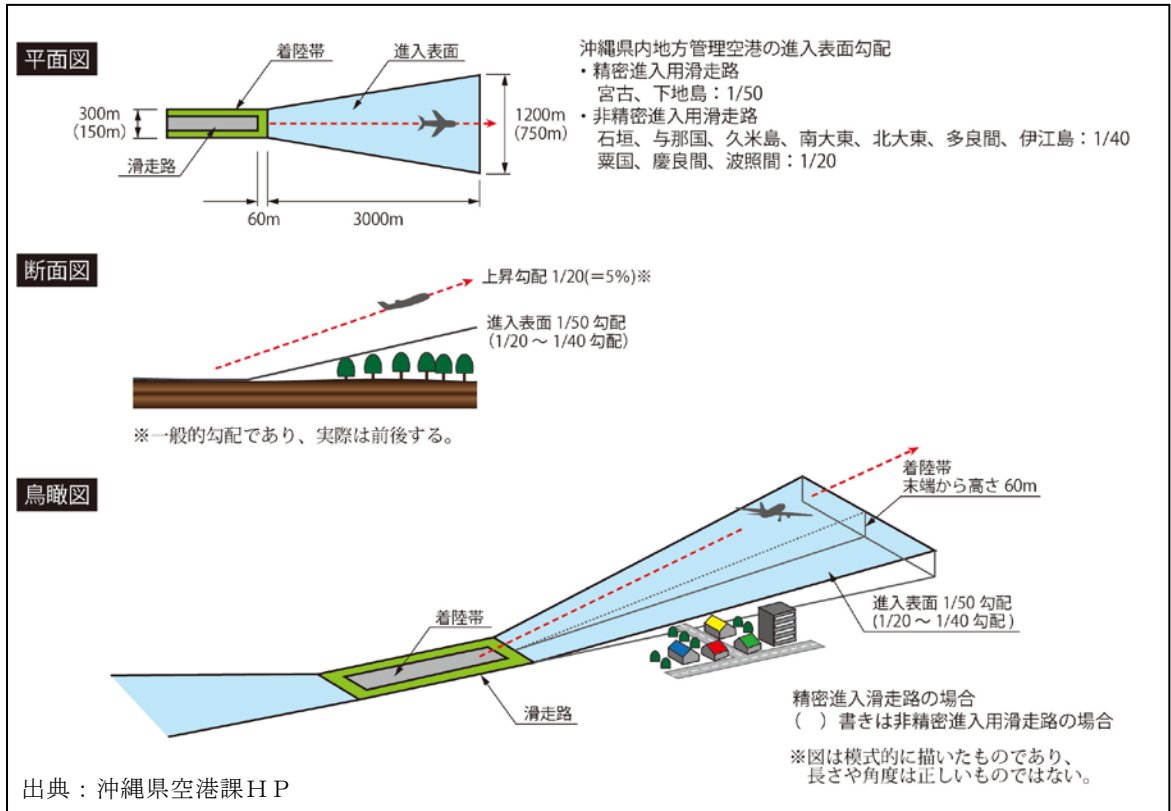 平面図
着陸帯
進入表面
300m
(150m)
1200m
(750m)
滑走路
60m
3000m
沖縄県内地方管理空港の進入表面勾配
・精密進入用滑走路
宮古、下地島：1/50
・非精密進入用滑走路
石垣、与那国、久米島、南大東、北大東、多良間、伊江島：1/40
粟国、慶良間、波照間：1/20
断面図
上昇勾配 1/20(＝5%)※
進入表面 1/50 勾配
（1/20 ～ 1/40 勾配）
※一般的勾配であり、実際は前後する。
鳥瞰図
着陸帯
末端から高さ 60m
着陸帯
進入表面 1/50 勾配
(1/20 ～ 1/40 勾配 )
滑走路
精密進入滑走路の場合
（　）書きは非精密進入用滑走路の場合
※図は模式的に描いたものであり、
長さや角度は正しいものではない。
出典：沖縄県空港課ＨＰ